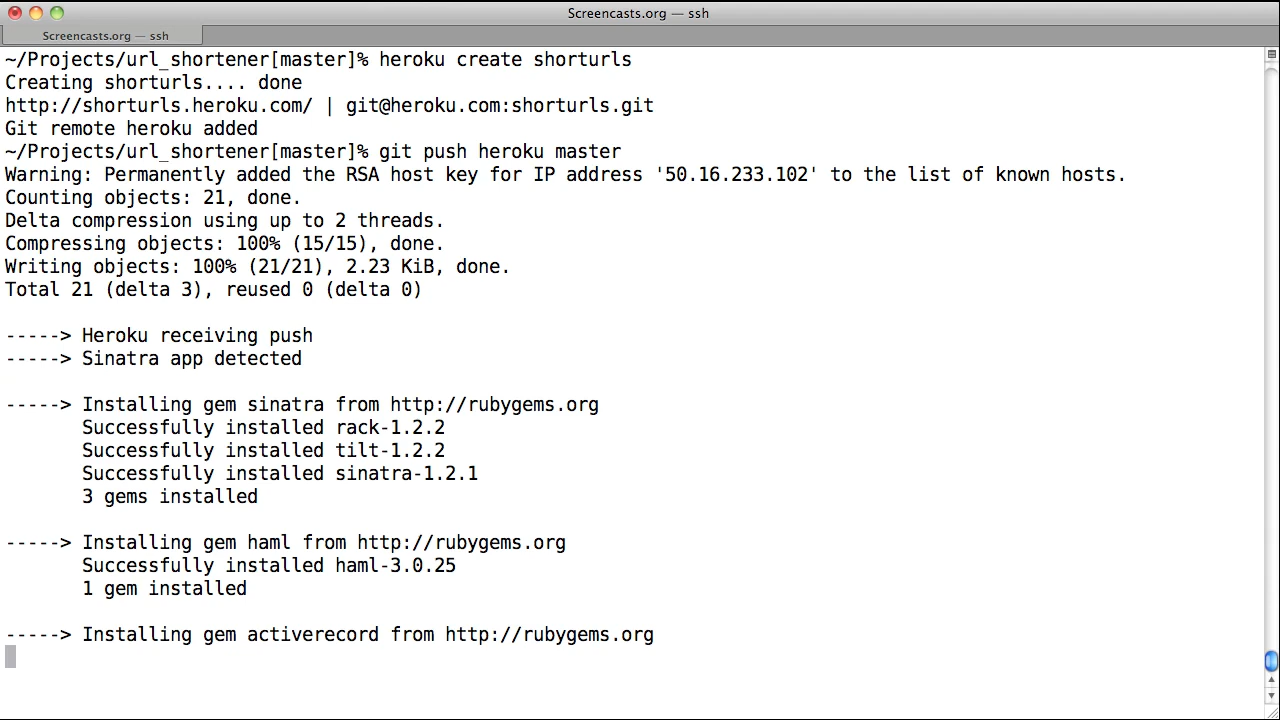 Screencasts.org — ssh
Screencasts.org — ssh
~/Projects/url_shortener[master]% heroku create shorturls
Creating shorturls.... done
http://shorturls.heroku.com/ | git@heroku.com:shorturls.git
Git remote heroku added
~/Projects/url_shortener[master]% git push heroku master
Warning: Permanently added the RSA host key for IP address '50.16.233.102' to the list of known hosts.
Counting objects: 21, done.
Delta compression using up to 2 threads.
Compressing objects: 100% (15/15), done.
Writing objects: 100% (21/21), 2.23 KiB, done.
Total 21 (delta 3), reused 0 (delta 0)
-----> Heroku receiving push
-----> Sinatra app detected
-----> Installing gem sinatra from http://rubygems.org
Successfully installed rack-1.2.2
Successfully installed tilt-1.2.2
Successfully installed sinatra-1.2.1
3 gems installed
-----> Installing gem haml from http://rubygems.org
Successfully installed haml-3.0.25
1 gem installed
-----> Installing gem activerecord from http://rubygems.org